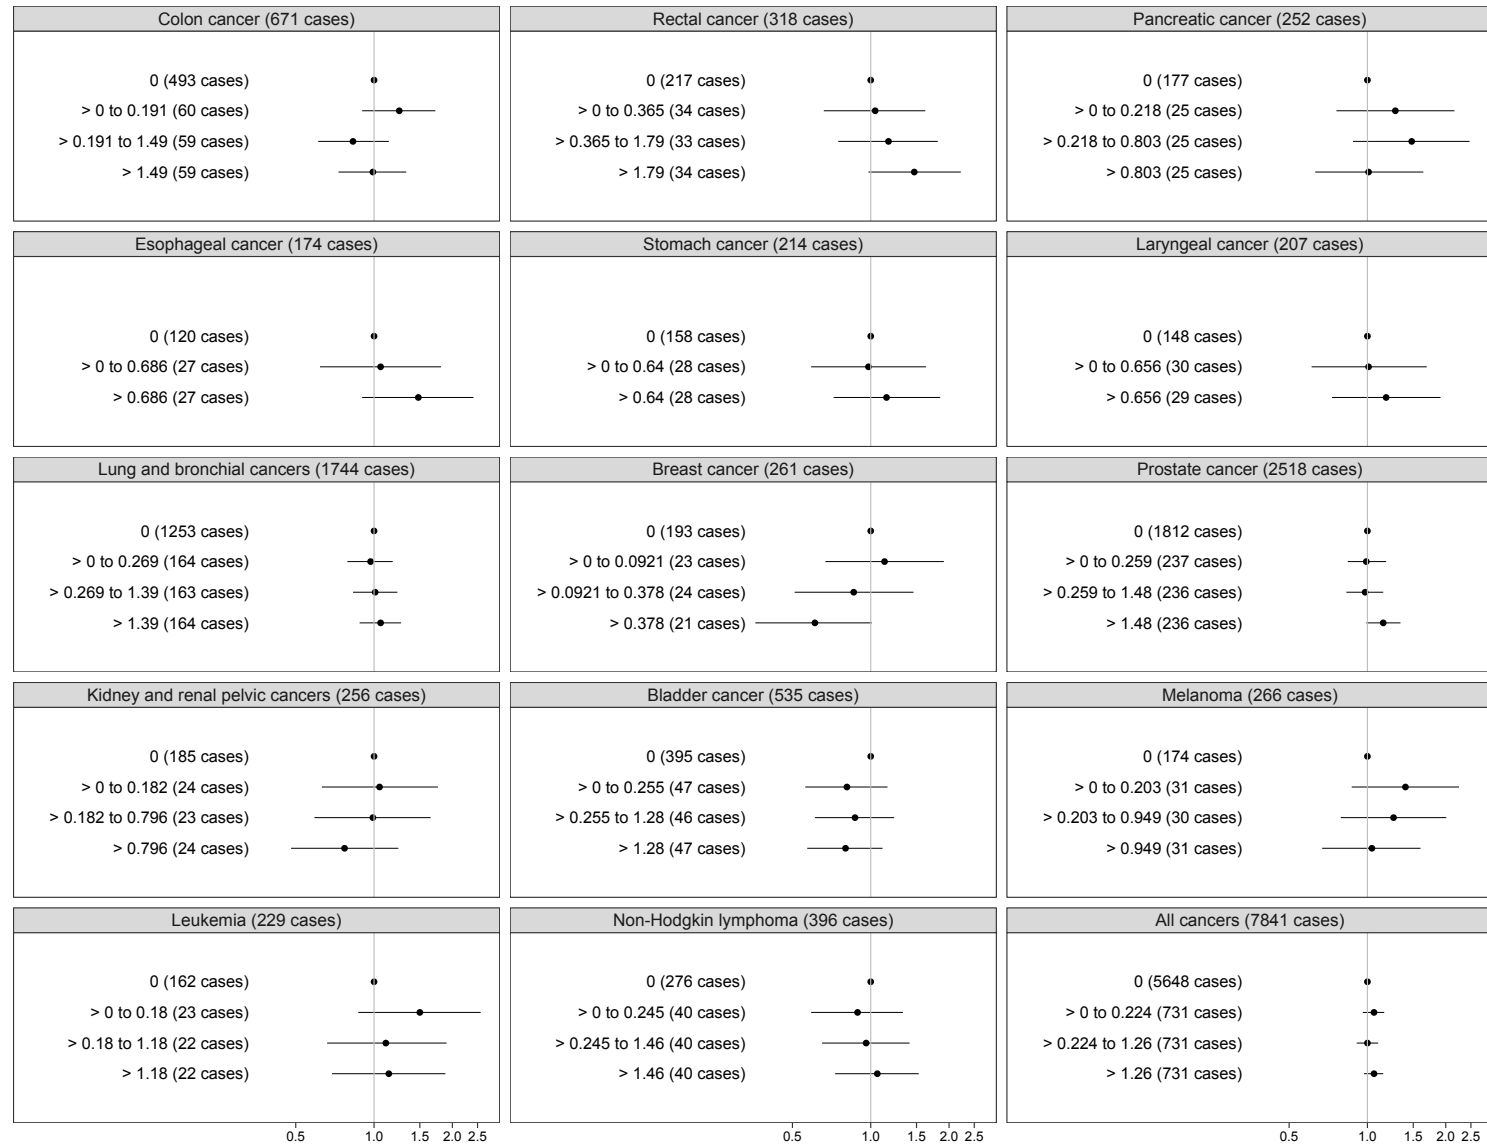 Colon cancer (671 cases)
0 (493 cases)
> 0 to 0.191 (60 cases)
> 0.191 to 1.49 (59 cases)
> 1.49 (59 cases)
Rectal cancer (318 cases)
0 (217 cases)
> 0 to 0.365 (34 cases)
> 0.365 to 1.79 (33 cases)
> 1.79 (34 cases)
Pancreatic cancer (252 cases)
0 (177 cases)
> 0 to 0.218 (25 cases)
> 0.218 to 0.803 (25 cases)
> 0.803 (25 cases)
Esophageal cancer (174 cases)
0 (120 cases)
> 0 to 0.686 (27 cases)
> 0.686 (27 cases)
Stomach cancer (214 cases)
0 (158 cases)
> 0 to 0.64 (28 cases)
> 0.64 (28 cases)
Laryngeal cancer (207 cases)
0 (148 cases)
> 0 to 0.656 (30 cases)
> 0.656 (29 cases)
Lung and bronchial cancers (1744 cases)
0 (1253 cases)
> 0 to 0.269 (164 cases)
> 0.269 to 1.39 (163 cases)
> 1.39 (164 cases)
Breast cancer (261 cases)
0 (193 cases)
> 0 to 0.0921 (23 cases)
> 0.0921 to 0.378 (24 cases)
> 0.378 (21 cases)
Prostate cancer (2518 cases)
0 (1812 cases)
> 0 to 0.259 (237 cases)
> 0.259 to 1.48 (236 cases)
> 1.48 (236 cases)
Kidney and renal pelvic cancers (256 cases)
0 (185 cases)
> 0 to 0.182 (24 cases)
> 0.182 to 0.796 (23 cases)
> 0.796 (24 cases)
Bladder cancer (535 cases)
0 (395 cases)
> 0 to 0.255 (47 cases)
> 0.255 to 1.28 (46 cases)
> 1.28 (47 cases)
Melanoma (266 cases)
0 (174 cases)
> 0 to 0.203 (31 cases)
> 0.203 to 0.949 (30 cases)
> 0.949 (31 cases)
Leukemia (229 cases)
0 (162 cases)
> 0 to 0.18 (23 cases)
> 0.18 to 1.18 (22 cases)
> 1.18 (22 cases)
Non-Hodgkin lymphoma (396 cases)
0 (276 cases)
> 0 to 0.245 (40 cases)
> 0.245 to 1.46 (40 cases)
> 1.46 (40 cases)
All cancers (7841 cases)
0 (5648 cases)
> 0 to 0.224 (731 cases)
> 0.224 to 1.26 (731 cases)
> 1.26 (731 cases)
0.5 1.0 1.5 2.0 2.5
0.5 1.0 1.5 2.0 2.5
0.5 1.0 1.5 2.0 2.5